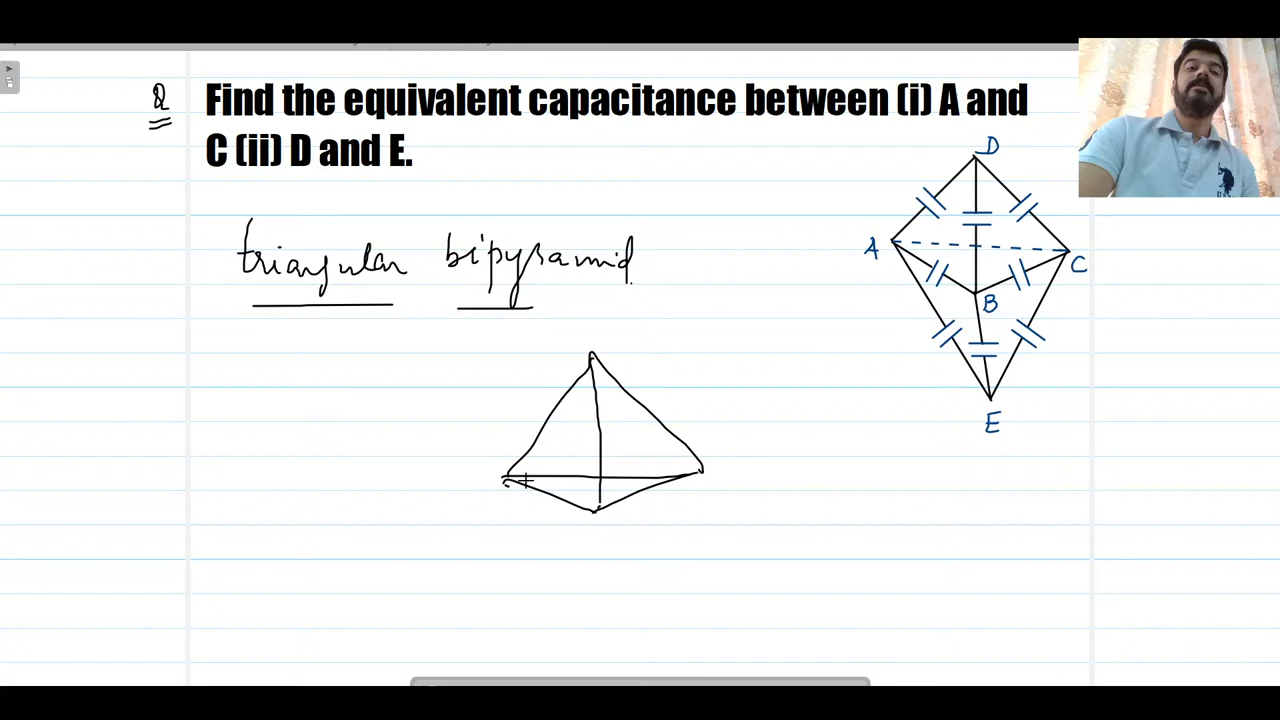 Q
Find the equivalent capacitance between (i) A and
C (ii) D and E.
triangular bipyramid
D
A
C
B
E